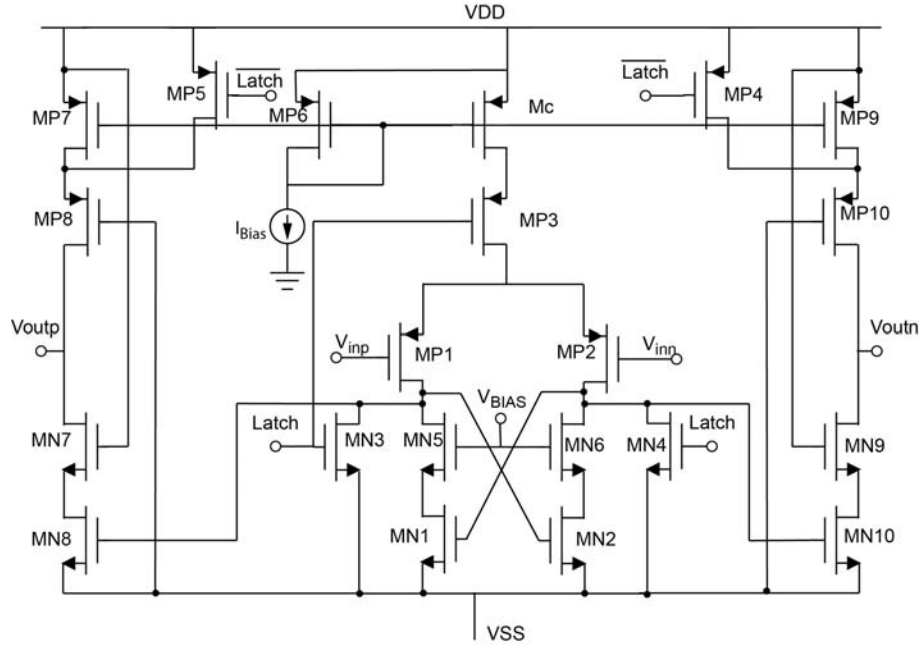 VDD
Latch
Latch
MP5
MP4
MP7
MP6
Mc
MP9
MP8
MP3
MP10
IBias
Voutp
Voutn
Vinp
MP1
MP2
Vinn
VBIAS
Latch
Latch
MN7
MN3
MN5
MN6
MN4
MN9
MN8
MN1
MN2
MN10
VSS